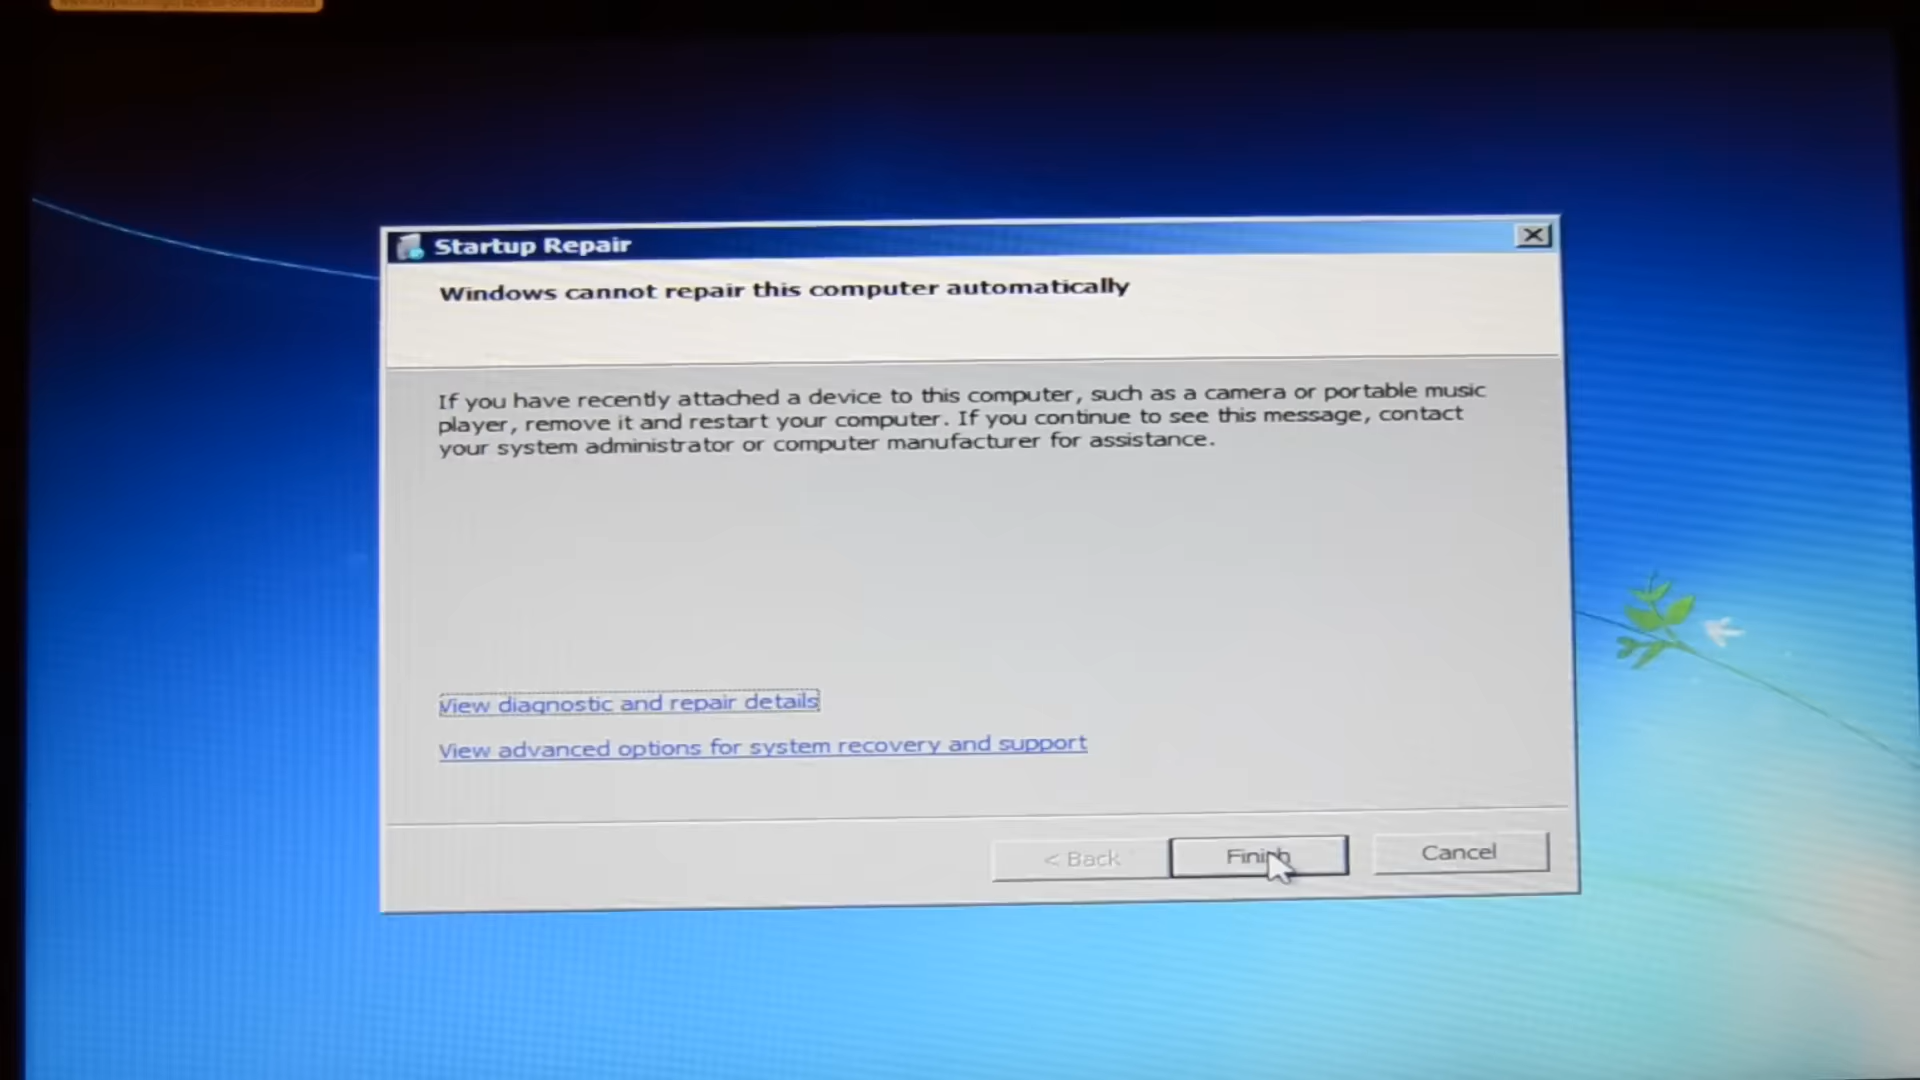 Startup Repair
Windows cannot repair this computer automatically
If you have recently attached a device to this computer, such as a camera or portable music
player, remove it and restart your computer. If you continue to see this message, contact
your system administrator or computer manufacturer for assistance.
View diagnostic and repair details
View advanced options for system recovery and support
< Back
Finish
Cancel